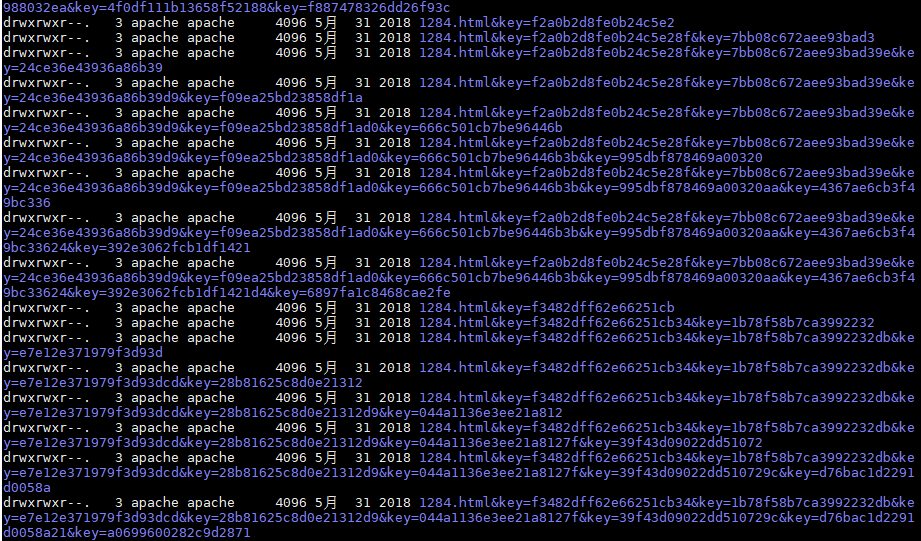 988032ea&key=4f0df111b13658f52188&key=f887478326dd26f93c
drwxrwxr--.   3 apache apache     4096 5月  31 2018 1284.html&key=f2a0b2d8fe0b24c5e2
drwxrwxr--.   3 apache apache     4096 5月  31 2018 1284.html&key=f2a0b2d8fe0b24c5e28f&key=7bb08c672aee93bad3
drwxrwxr--.   3 apache apache     4096 5月  31 2018 1284.html&key=f2a0b2d8fe0b24c5e28f&key=7bb08c672aee93bad39e&ke
y=24ce36e43936a86b39
drwxrwxr--.   3 apache apache     4096 5月  31 2018 1284.html&key=f2a0b2d8fe0b24c5e28f&key=7bb08c672aee93bad39e&ke
y=24ce36e43936a86b39d9&key=f09ea25bd23858df1a
drwxrwxr--.   3 apache apache     4096 5月  31 2018 1284.html&key=f2a0b2d8fe0b24c5e28f&key=7bb08c672aee93bad39e&ke
y=24ce36e43936a86b39d9&key=f09ea25bd23858df1ad0&key=666c501cb7be96446b
drwxrwxr--.   3 apache apache     4096 5月  31 2018 1284.html&key=f2a0b2d8fe0b24c5e28f&key=7bb08c672aee93bad39e&ke
y=24ce36e43936a86b39d9&key=f09ea25bd23858df1ad0&key=666c501cb7be96446b3b&key=995dbf878469a00320
drwxrwxr--.   3 apache apache     4096 5月  31 2018 1284.html&key=f2a0b2d8fe0b24c5e28f&key=7bb08c672aee93bad39e&ke
y=24ce36e43936a86b39d9&key=f09ea25bd23858df1ad0&key=666c501cb7be96446b3b&key=995dbf878469a00320aa&key=4367ae6cb3f4
9bc336
drwxrwxr--.   3 apache apache     4096 5月  31 2018 1284.html&key=f2a0b2d8fe0b24c5e28f&key=7bb08c672aee93bad39e&ke
y=24ce36e43936a86b39d9&key=f09ea25bd23858df1ad0&key=666c501cb7be96446b3b&key=995dbf878469a00320aa&key=4367ae6cb3f4
9bc33624&key=392e3062fcb1df1421
drwxrwxr--.   3 apache apache     4096 5月  31 2018 1284.html&key=f2a0b2d8fe0b24c5e28f&key=7bb08c672aee93bad39e&ke
y=24ce36e43936a86b39d9&key=f09ea25bd23858df1ad0&key=666c501cb7be96446b3b&key=995dbf878469a00320aa&key=4367ae6cb3f4
9bc33624&key=392e3062fcb1df1421d4&key=6897fa1c8468cae2fe
drwxrwxr--.   3 apache apache     4096 5月  31 2018 1284.html&key=f3482dff62e66251cb
drwxrwxr--.   3 apache apache     4096 5月  31 2018 1284.html&key=f3482dff62e66251cb34&key=1b78f58b7ca3992232
drwxrwxr--.   3 apache apache     4096 5月  31 2018 1284.html&key=f3482dff62e66251cb34&key=1b78f58b7ca3992232db&ke
y=e7e12e371979f3d93d
drwxrwxr--.   3 apache apache     4096 5月  31 2018 1284.html&key=f3482dff62e66251cb34&key=1b78f58b7ca3992232db&ke
y=e7e12e371979f3d93dcd&key=28b81625c8d0e21312
drwxrwxr--.   3 apache apache     4096 5月  31 2018 1284.html&key=f3482dff62e66251cb34&key=1b78f58b7ca3992232db&ke
y=e7e12e371979f3d93dcd&key=28b81625c8d0e21312d9&key=044a1136e3ee21a812
drwxrwxr--.   3 apache apache     4096 5月  31 2018 1284.html&key=f3482dff62e66251cb34&key=1b78f58b7ca3992232db&ke
y=e7e12e371979f3d93dcd&key=28b81625c8d0e21312d9&key=044a1136e3ee21a8127f&key=39f43d09022dd51072
drwxrwxr--.   3 apache apache     4096 5月  31 2018 1284.html&key=f3482dff62e66251cb34&key=1b78f58b7ca3992232db&ke
y=e7e12e371979f3d93dcd&key=28b81625c8d0e21312d9&key=044a1136e3ee21a8127f&key=39f43d09022dd510729c&key=d76bac1d2291
d0058a
drwxrwxr--.   3 apache apache     4096 5月  31 2018 1284.html&key=f3482dff62e66251cb34&key=1b78f58b7ca3992232db&ke
y=e7e12e371979f3d93dcd&key=28b81625c8d0e21312d9&key=044a1136e3ee21a8127f&key=39f43d09022dd510729c&key=d76bac1d2291
d0058a21&key=a0699600282c9d2871